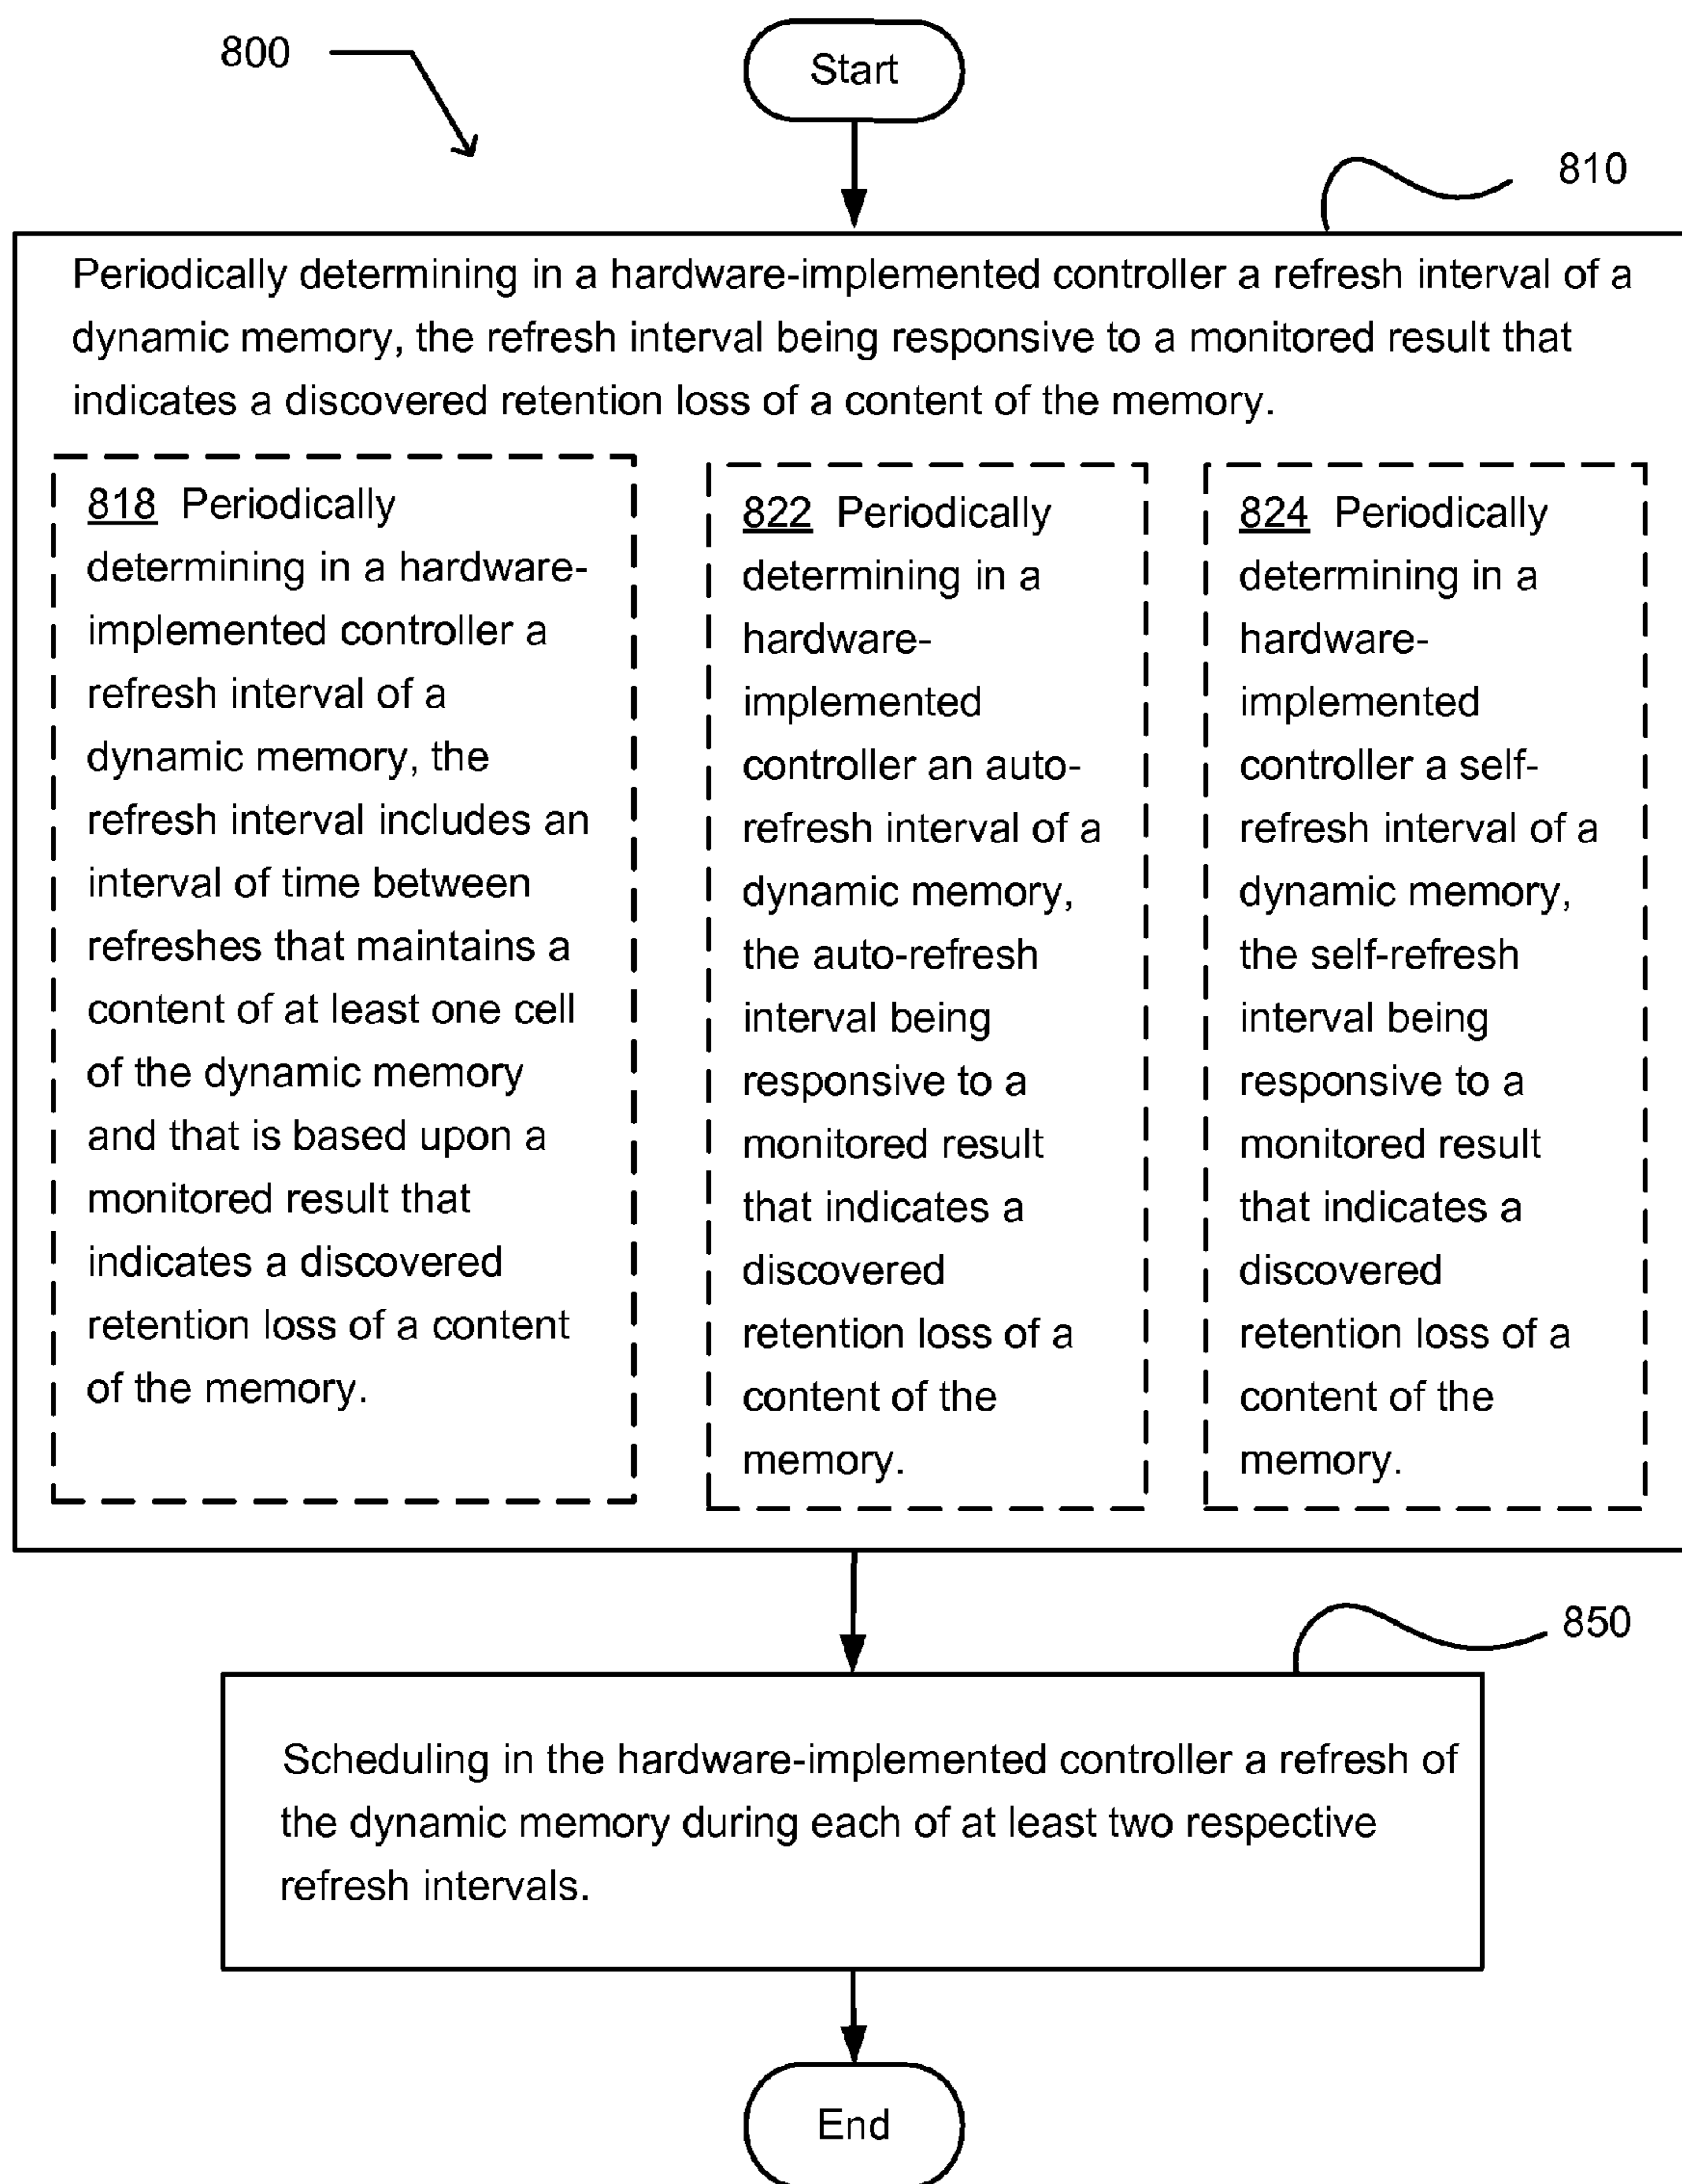 800
Start
810
Periodically determining in a hardware-implemented controller a refresh interval of a
dynamic memory, the refresh interval being responsive to a monitored result that
indicates a discovered retention loss of a content of the memory.
818 Periodically
determining in a hardware-
implemented controller a
refresh interval of a
dynamic memory, the
refresh interval includes an
interval of time between
refreshes that maintains a
content of at least one cell
of the dynamic memory
and that is based upon a
monitored result that
indicates a discovered
retention loss of a content
of the memory.
822 Periodically
determining in a
hardware-
implemented
controller an auto-
refresh interval of a
dynamic memory,
the auto-refresh
interval being
responsive to a
monitored result
that indicates a
discovered
retention loss of a
content of the
memory.
824 Periodically
determining in a
hardware-
implemented
controller a self-
refresh interval of a
dynamic memory,
the self-refresh
interval being
responsive to a
monitored result
that indicates a
discovered
retention loss of a
content of the
memory.
850
Scheduling in the hardware-implemented controller a refresh of
the dynamic memory during each of at least two respective
refresh intervals.
End